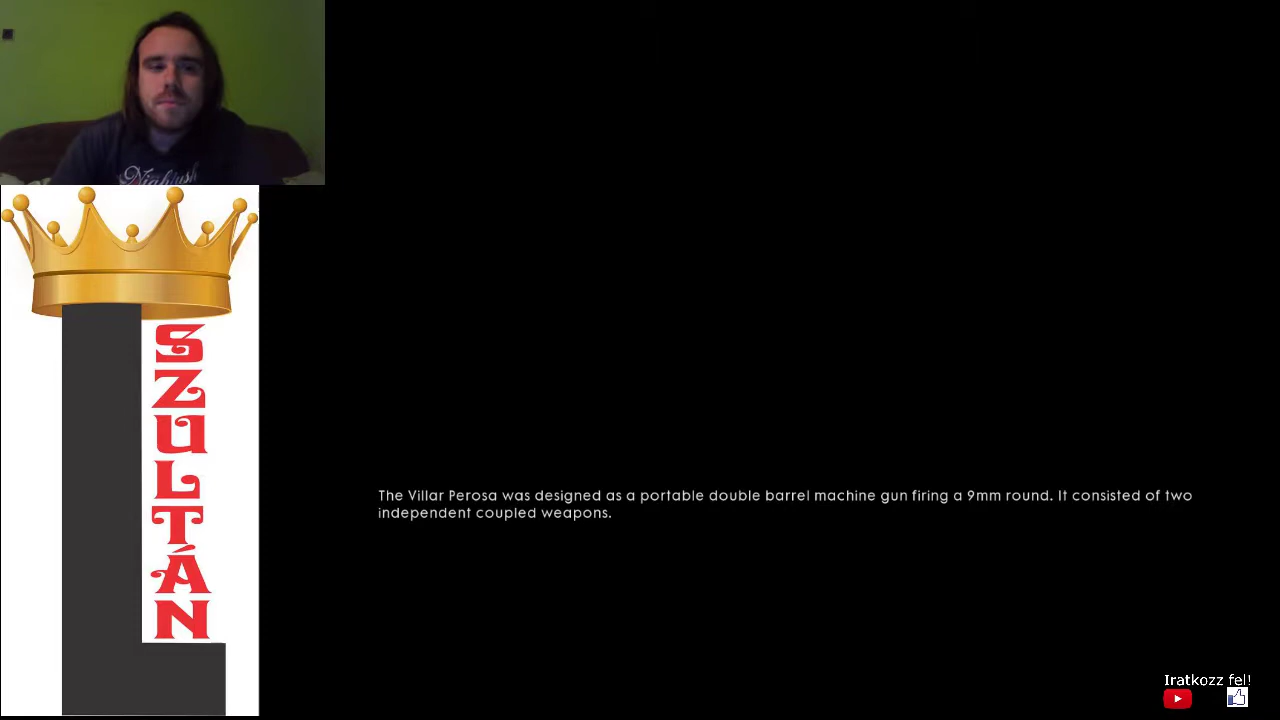 Nightwish
SZULTÁN
The Villar Perosa was designed as a portable double barrel machine gun firing a 9mm round. It consisted of two
independent coupled weapons.
Iratkozz fel!